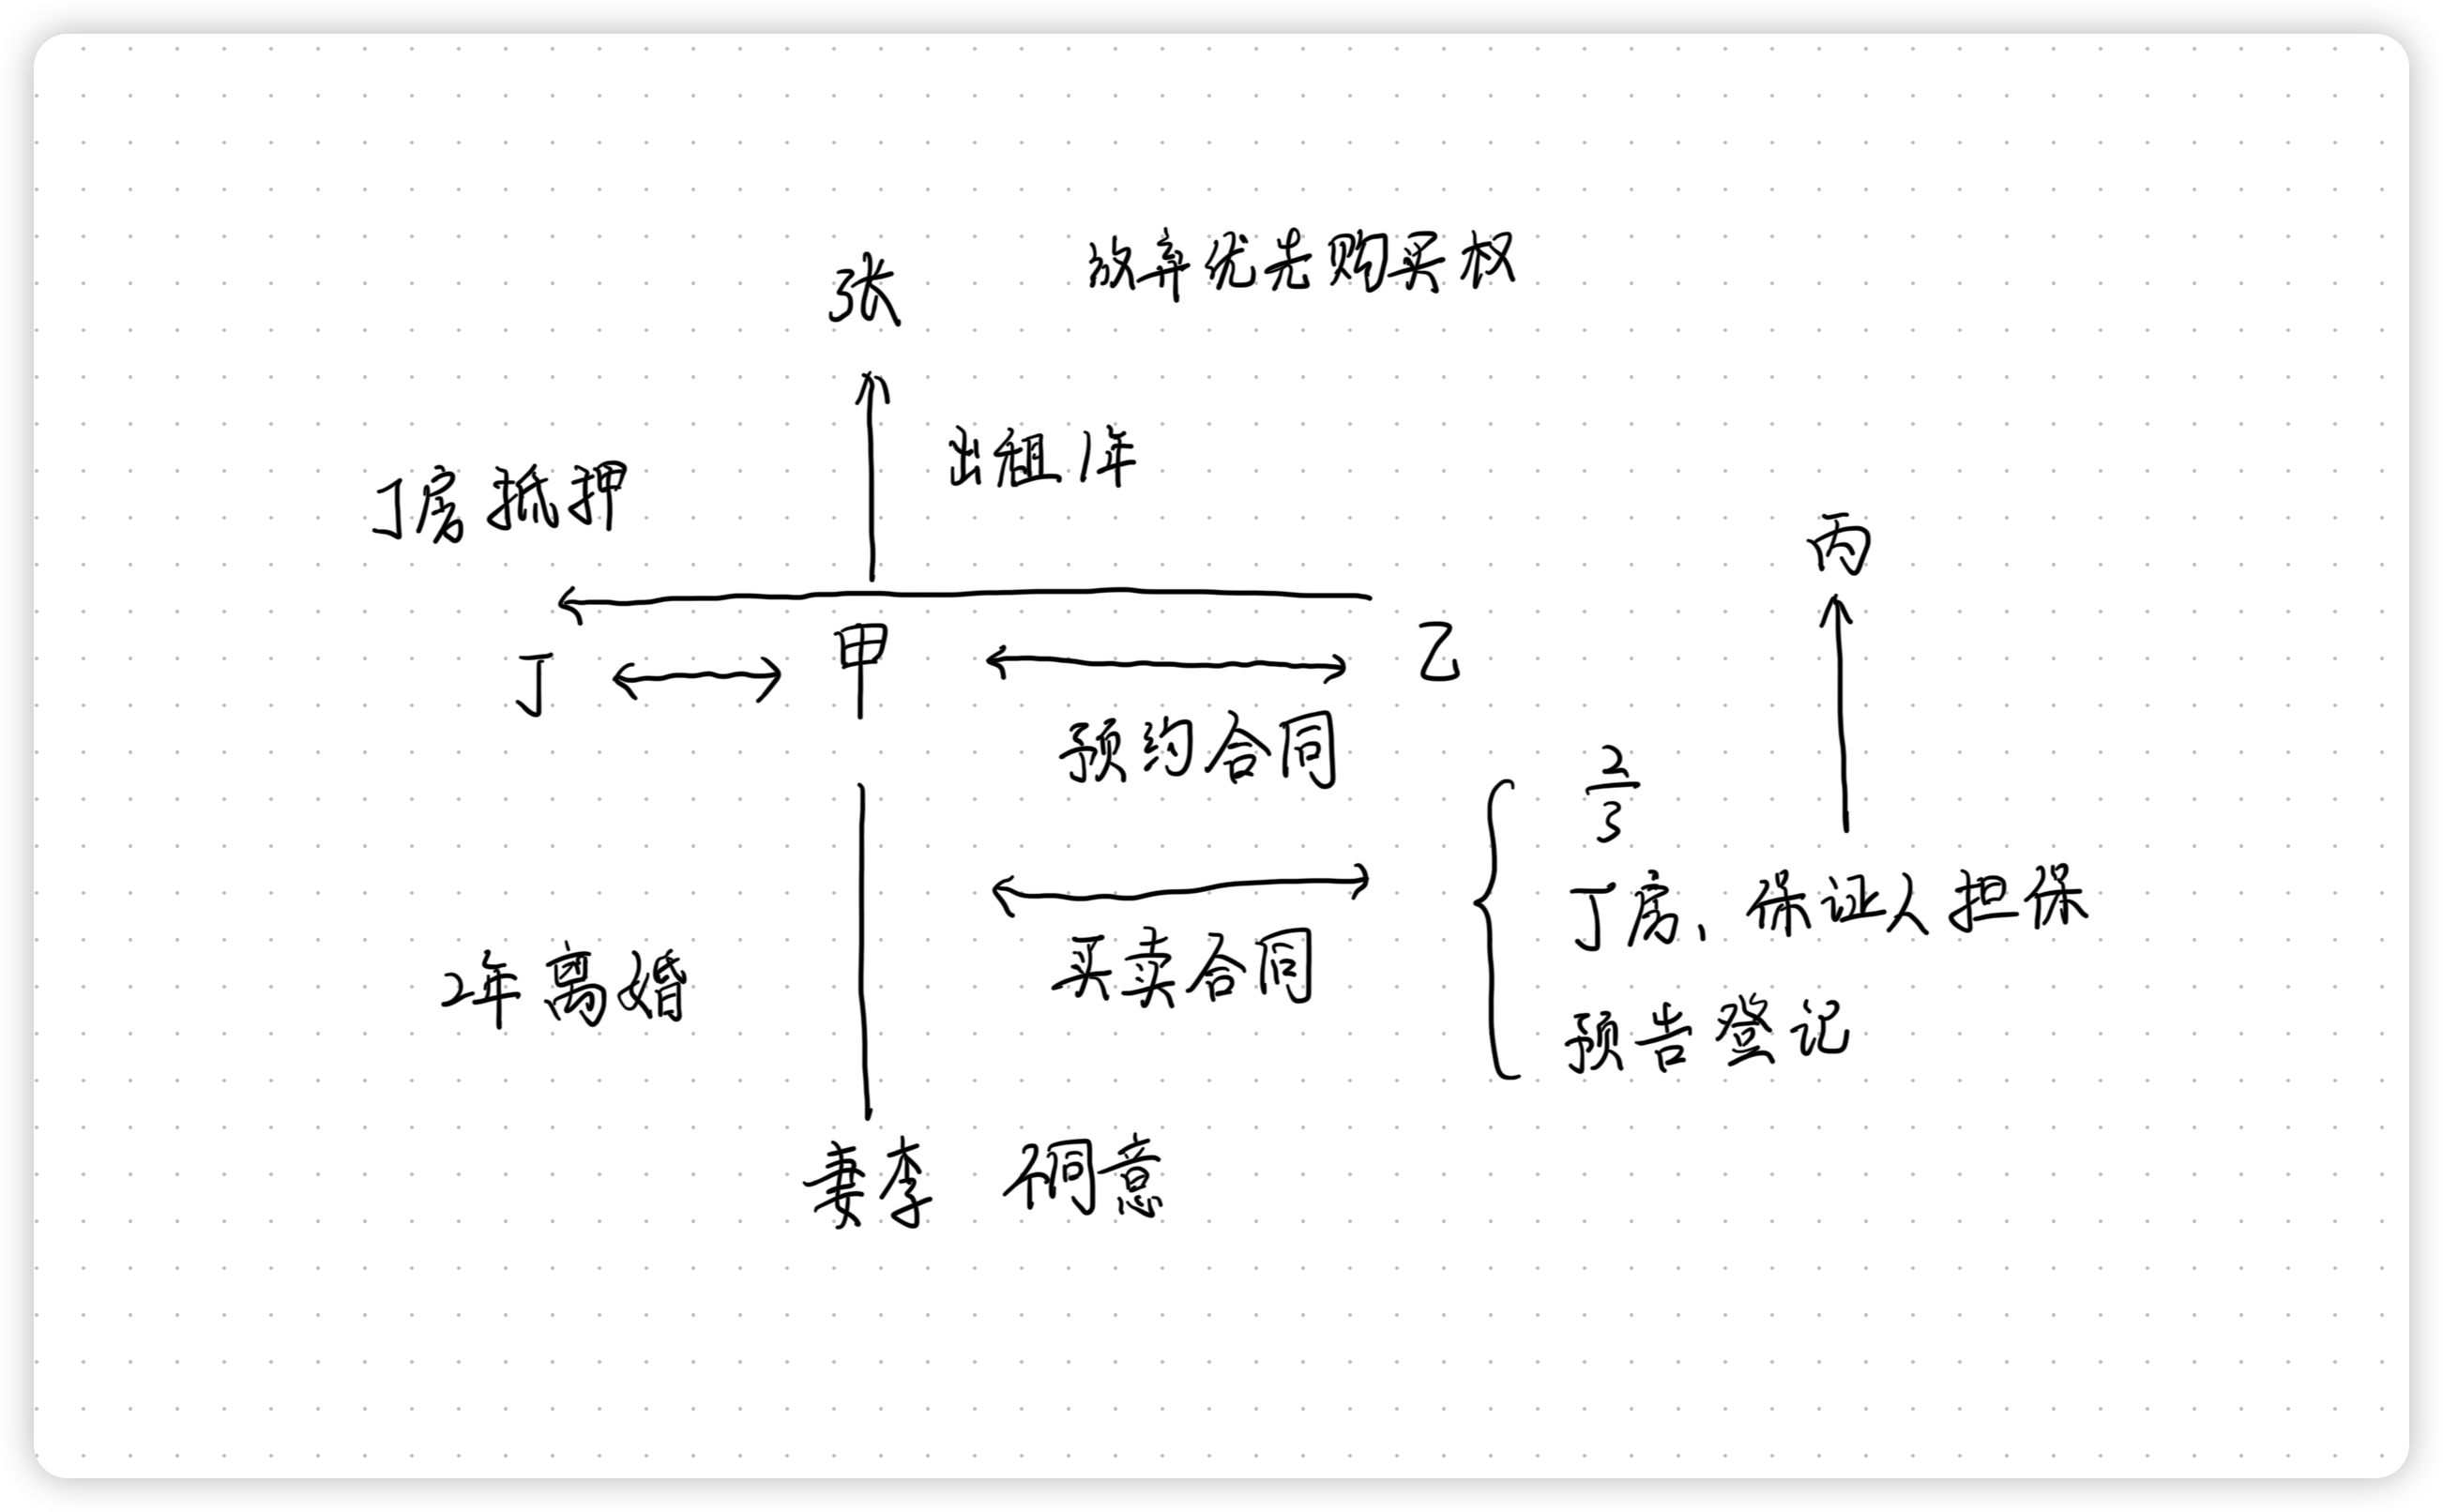 张 放弃优先购买权
出租1年
丁房抵押
丙
丁 甲 乙
预约合同
2/3
丁房、保证人担保
买卖合同
2年离婚
预告登记
妻李 不同意